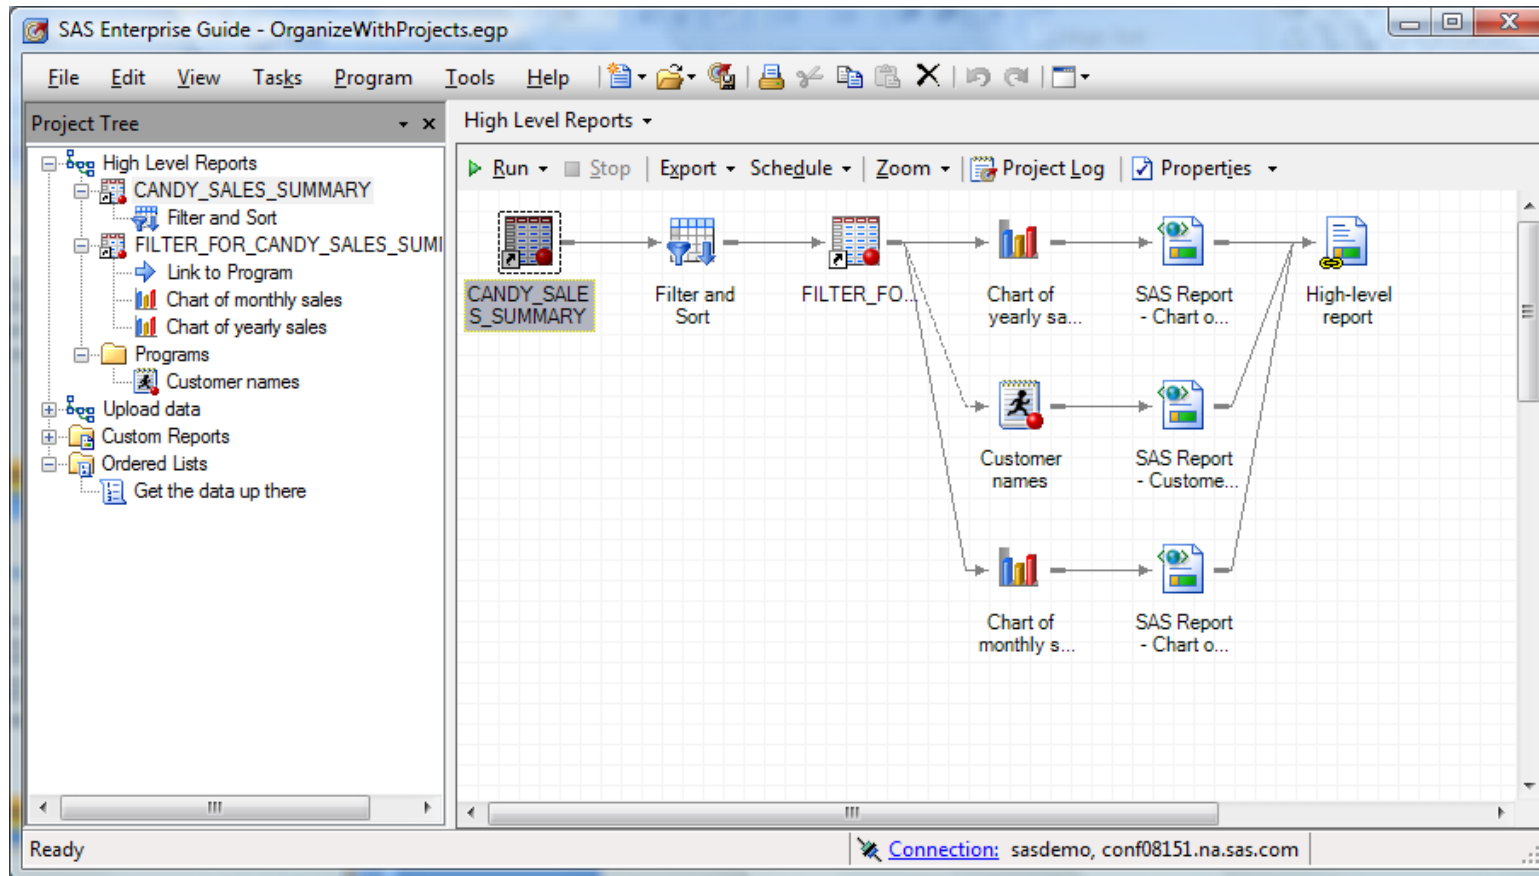 SAS Enterprise Guide - OrganizeWithProjects.egp
File Edit View Tasks Program Tools Help
Project Tree
High Level Reports
CANDY_SALES_SUMMARY
Filter and Sort
FILTER_FOR_CANDY_SALES_SUMI
Link to Program
Chart of monthly sales
Chart of yearly sales
Programs
Customer names
Upload data
Custom Reports
Ordered Lists
Get the data up there
High Level Reports
Run Stop Export Schedule Zoom Project Log Properties
CANDY_SALE
S_SUMMARY
Filter and
Sort
FILTER_FO...
Chart of
yearly sa...
SAS Report
- Chart o...
High-level
report
Customer
names
SAS Report
- Custome...
Chart of
monthly s...
SAS Report
- Chart o...
Ready
Connection: sasdemo, conf08151.na.sas.com